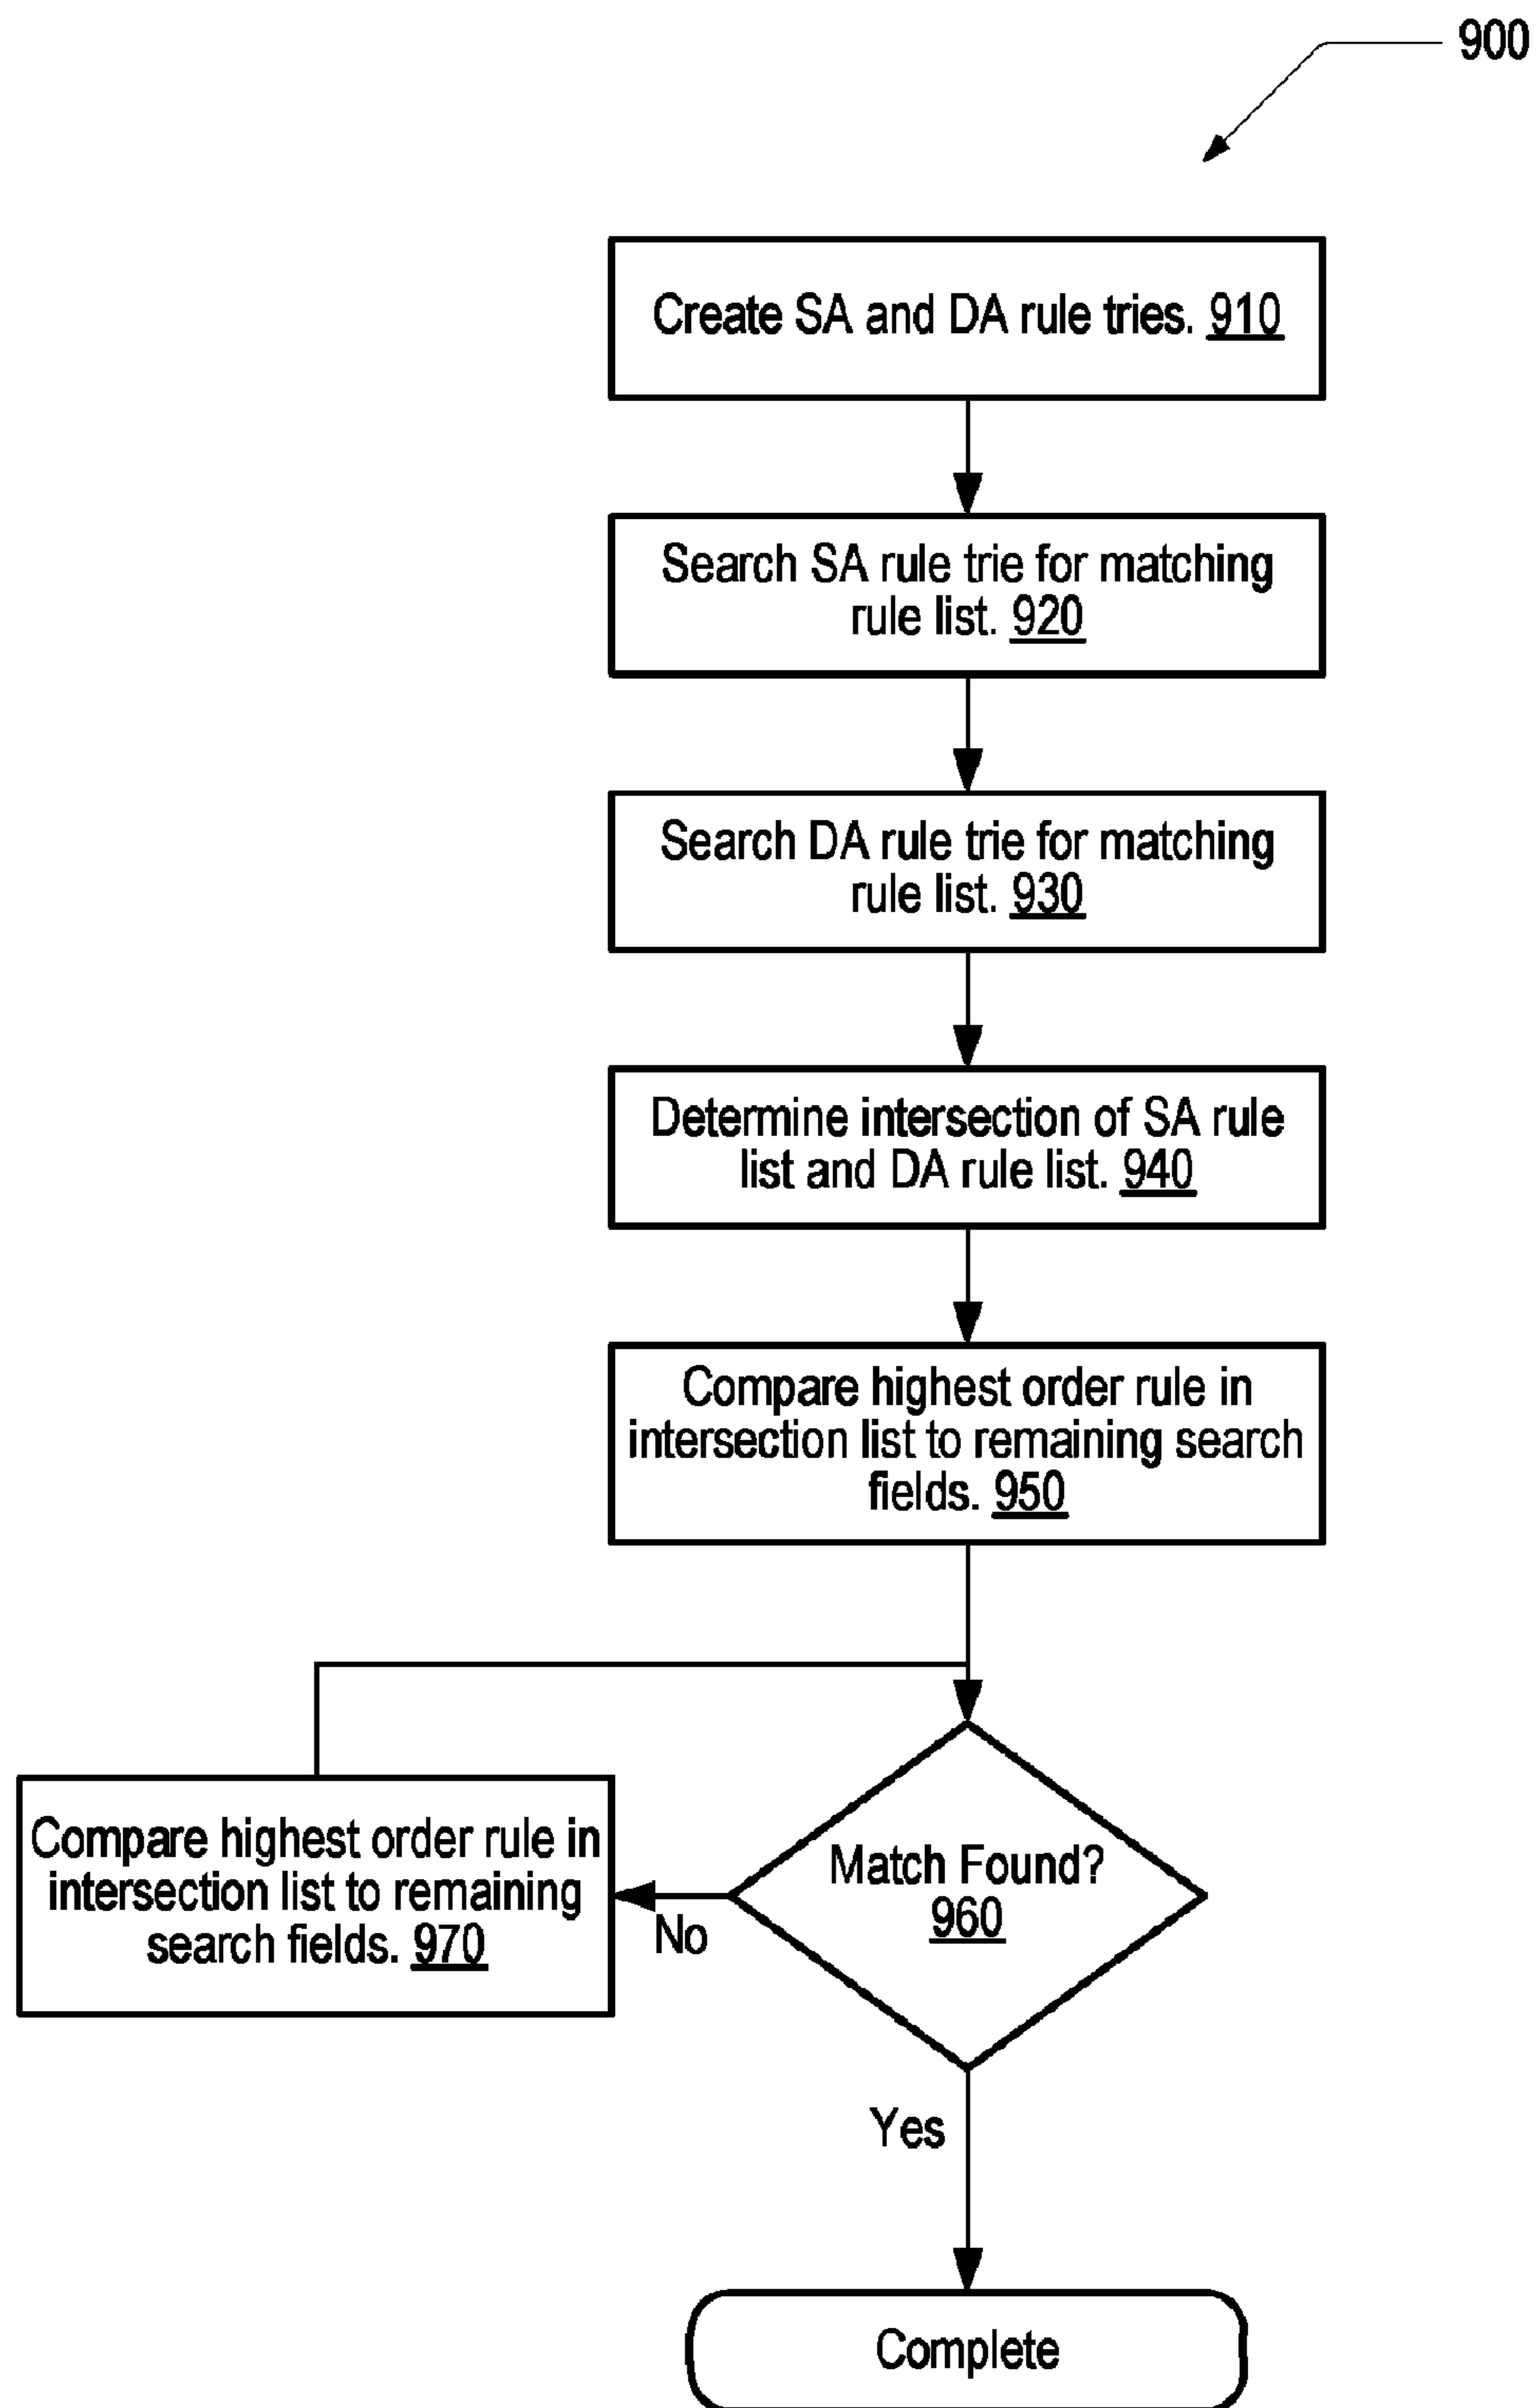 900
Create SA and DA rule tries. 910
Search SA rule trie for matching
rule list. 920
Search DA rule trie for matching
rule list. 930
Determine intersection of SA rule
list and DA rule list. 940
Compare highest order rule in
intersection list to remaining search
fields. 950
Match Found?
960
No
Compare highest order rule in
intersection list to remaining
search fields. 970
Yes
Complete